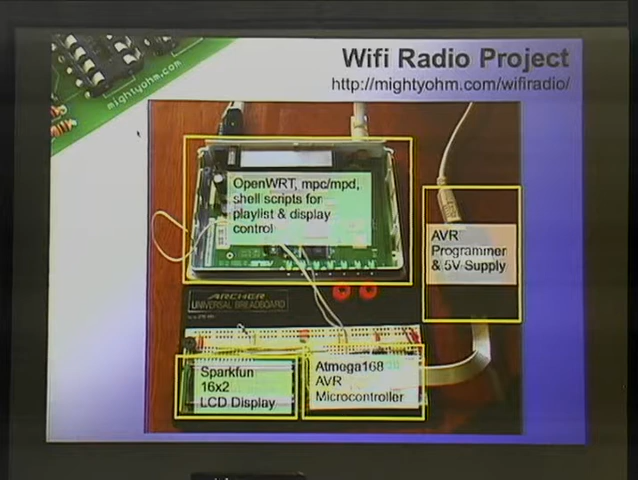 mightyohm.com
Wifi Radio Project
http://mightyohm.com/wifiradio/
OpenWRT, mpc/mpd,
shell scripts for
playlist & display
control
AVR
Programmer
& 5V Supply
ARCHER
UNIVERSAL BREADBOARD
Sparkfun
16x2
LCD Display
Atmega168
AVR
Microcontroller